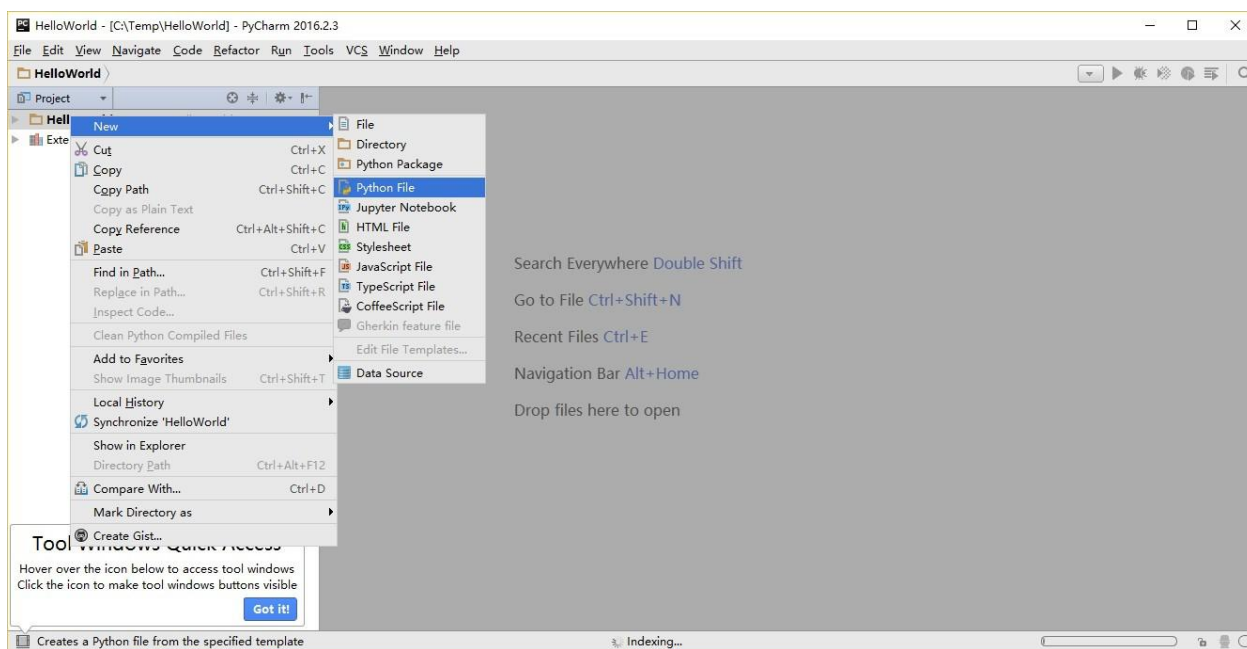 HelloWorld - [C:\Temp\HelloWorld] - PyCharm 2016.2.3
File Edit View Navigate Code Refactor Run Tools VCS Window Help
HelloWorld
Project
Hell
Exte
New
Cut Ctrl+X
Copy Ctrl+C
Copy Path Ctrl+Shift+C
Copy as Plain Text
Copy Reference Ctrl+Alt+Shift+C
Paste Ctrl+V
Find in Path... Ctrl+Shift+F
Replace in Path... Ctrl+Shift+R
Inspect Code...
Clean Python Compiled Files
Add to Favorites
Show Image Thumbnails Ctrl+Shift+T
Local History
Synchronize 'HelloWorld'
Show in Explorer
Directory Path Ctrl+Alt+F12
Compare With... Ctrl+D
Mark Directory as
Create Gist...
File
Directory
Python Package
Python File
Jupyter Notebook
HTML File
Stylesheet
JavaScript File
TypeScript File
CoffeeScript File
Gherkin feature file
Edit File Templates...
Data Source
Search Everywhere Double Shift
Go to File Ctrl+Shift+N
Recent Files Ctrl+E
Navigation Bar Alt+Home
Drop files here to open
Tool Windows Quick Access
Hover over the icon below to access tool windows
Click the icon to make tool windows buttons visible
Got it!
Creates a Python file from the specified template
Indexing...